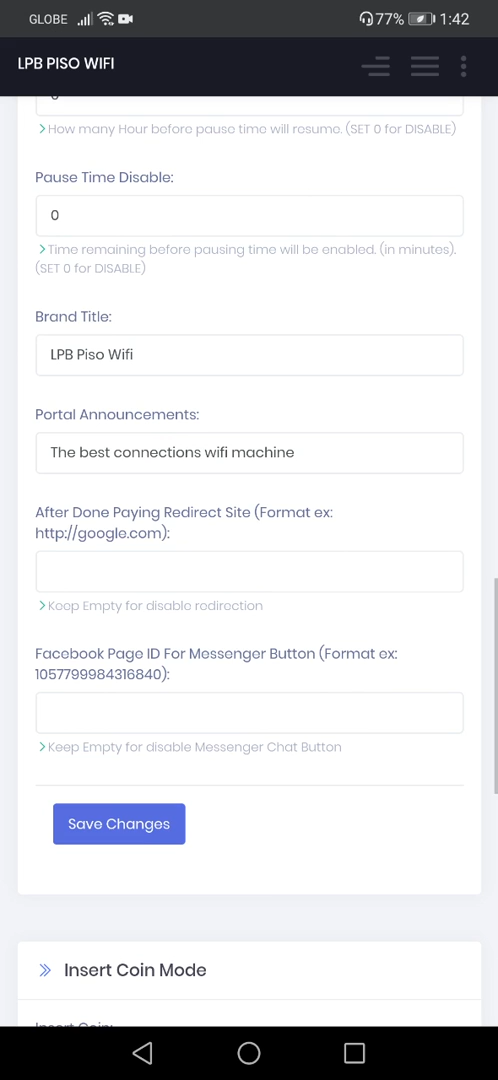 GLOBE 77% 1:42
LPB PISO WIFI
How many Hour before pause time will resume. (SET 0 for DISABLE)
Pause Time Disable:
0
Time remaining before pausing time will be enabled. (in minutes).
(SET 0 for DISABLE)
Brand Title:
LPB Piso Wifi
Portal Announcements:
The best connections wifi machine
After Done Paying Redirect Site (Format ex:
http://google.com):
Keep Empty for disable redirection
Facebook Page ID For Messenger Button (Format ex:
1057799984316840):
Keep Empty for disable Messenger Chat Button
Save Changes
Insert Coin Mode
Insert Coin: